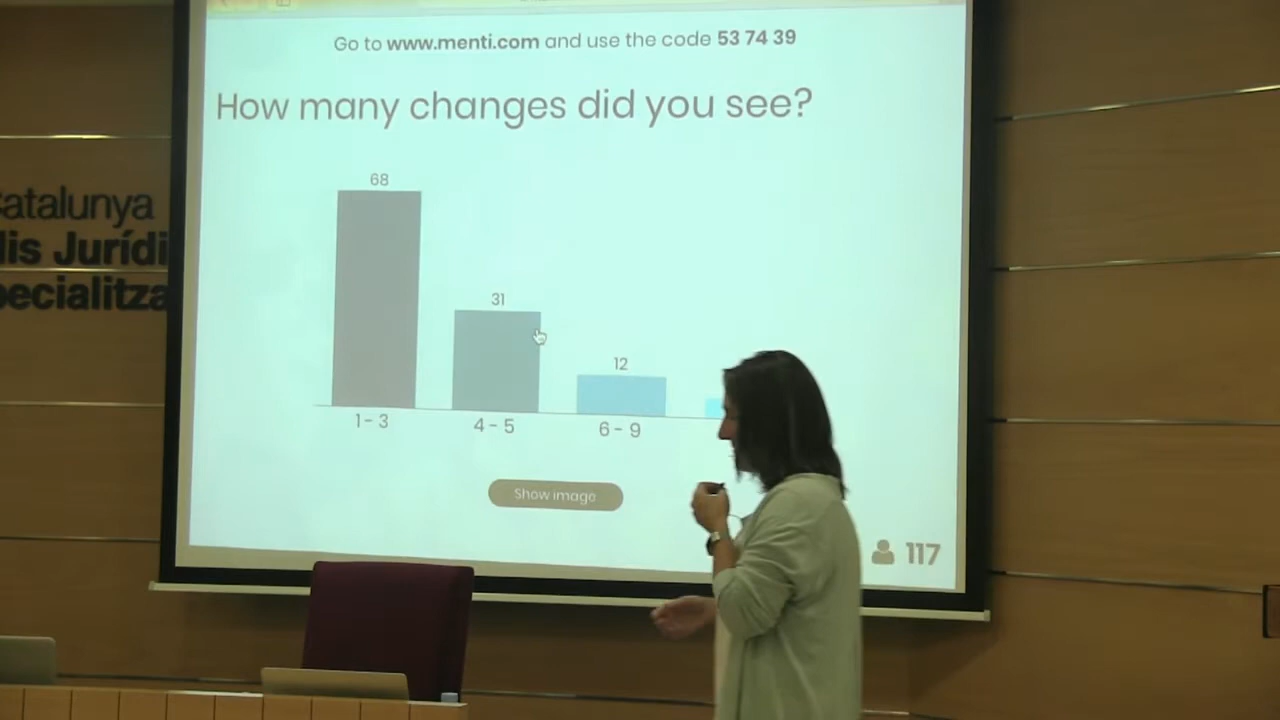 Go to www.menti.com and use the code 53 74 39
How many changes did you see?
68
31
12
1 - 3
4 - 5
6 - 9
Show image
117
Catalunya
lis Jurídi
pecialitza